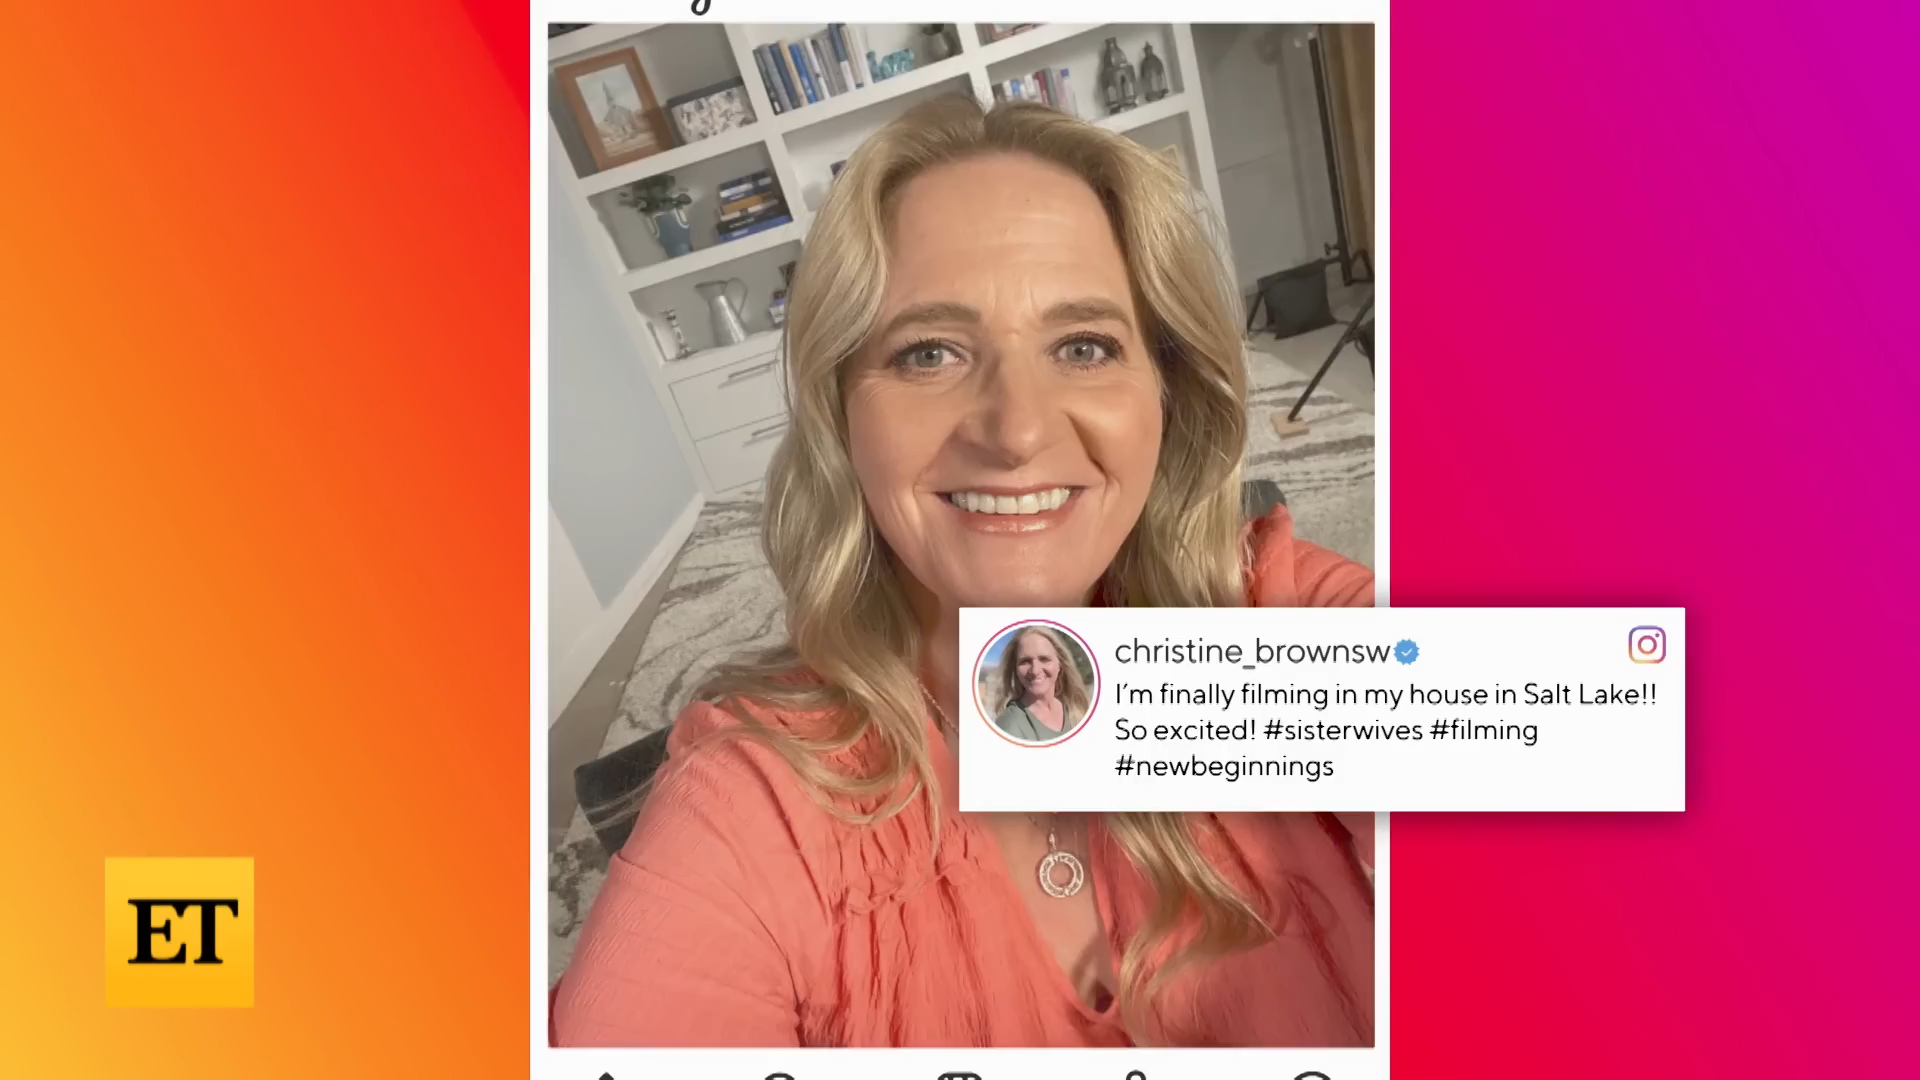 christine_brownsw
I'm finally filming in my house in Salt Lake!!
So excited! #sisterwives #filming
#newbeginnings
ET